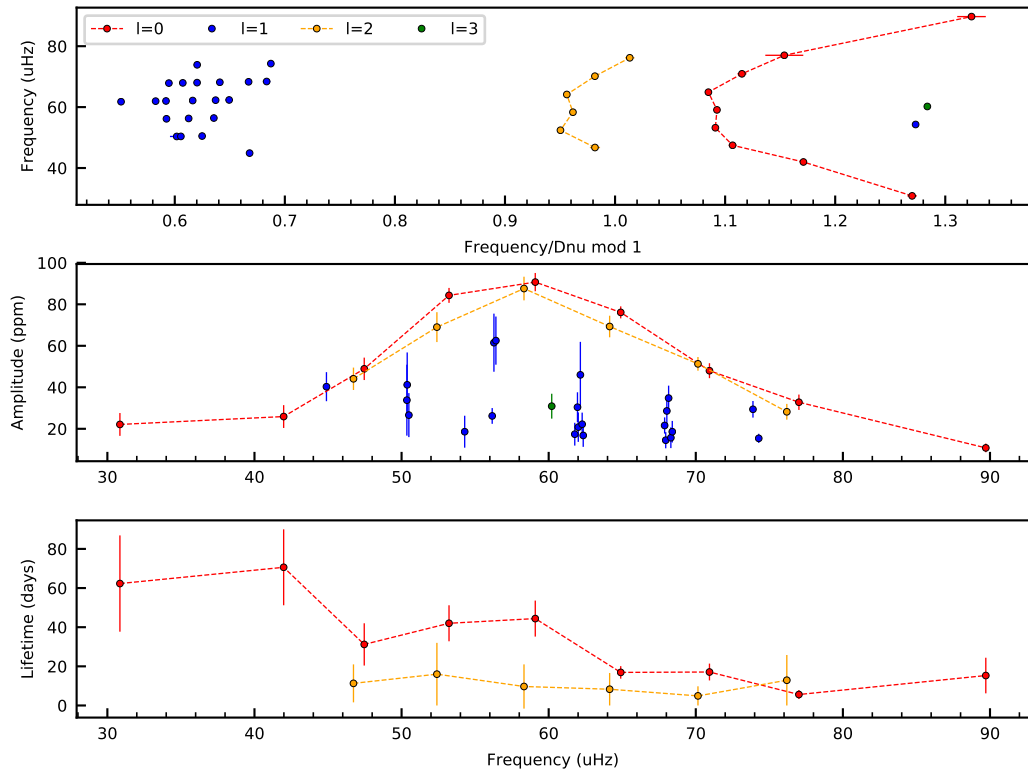 l=0 l=1 l=2 l=3
Frequency (uHz)
80
60
40
0.6 0.7 0.8 0.9 1.0 1.1 1.2 1.3
Frequency/Dnu mod 1
Amplitude (ppm)
100
80
60
40
20
30 40 50 60 70 80 90
Lifetime (days)
80
60
40
20
0
30 40 50 60 70 80 90
Frequency (uHz)